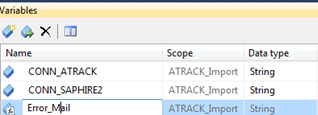 Variables
Name Scope Data type
CONN_ATRACK ATRACK_Import String
CONN_SAPHIRE2 ATRACK_Import String
Error_Mail ATRACK_Import String